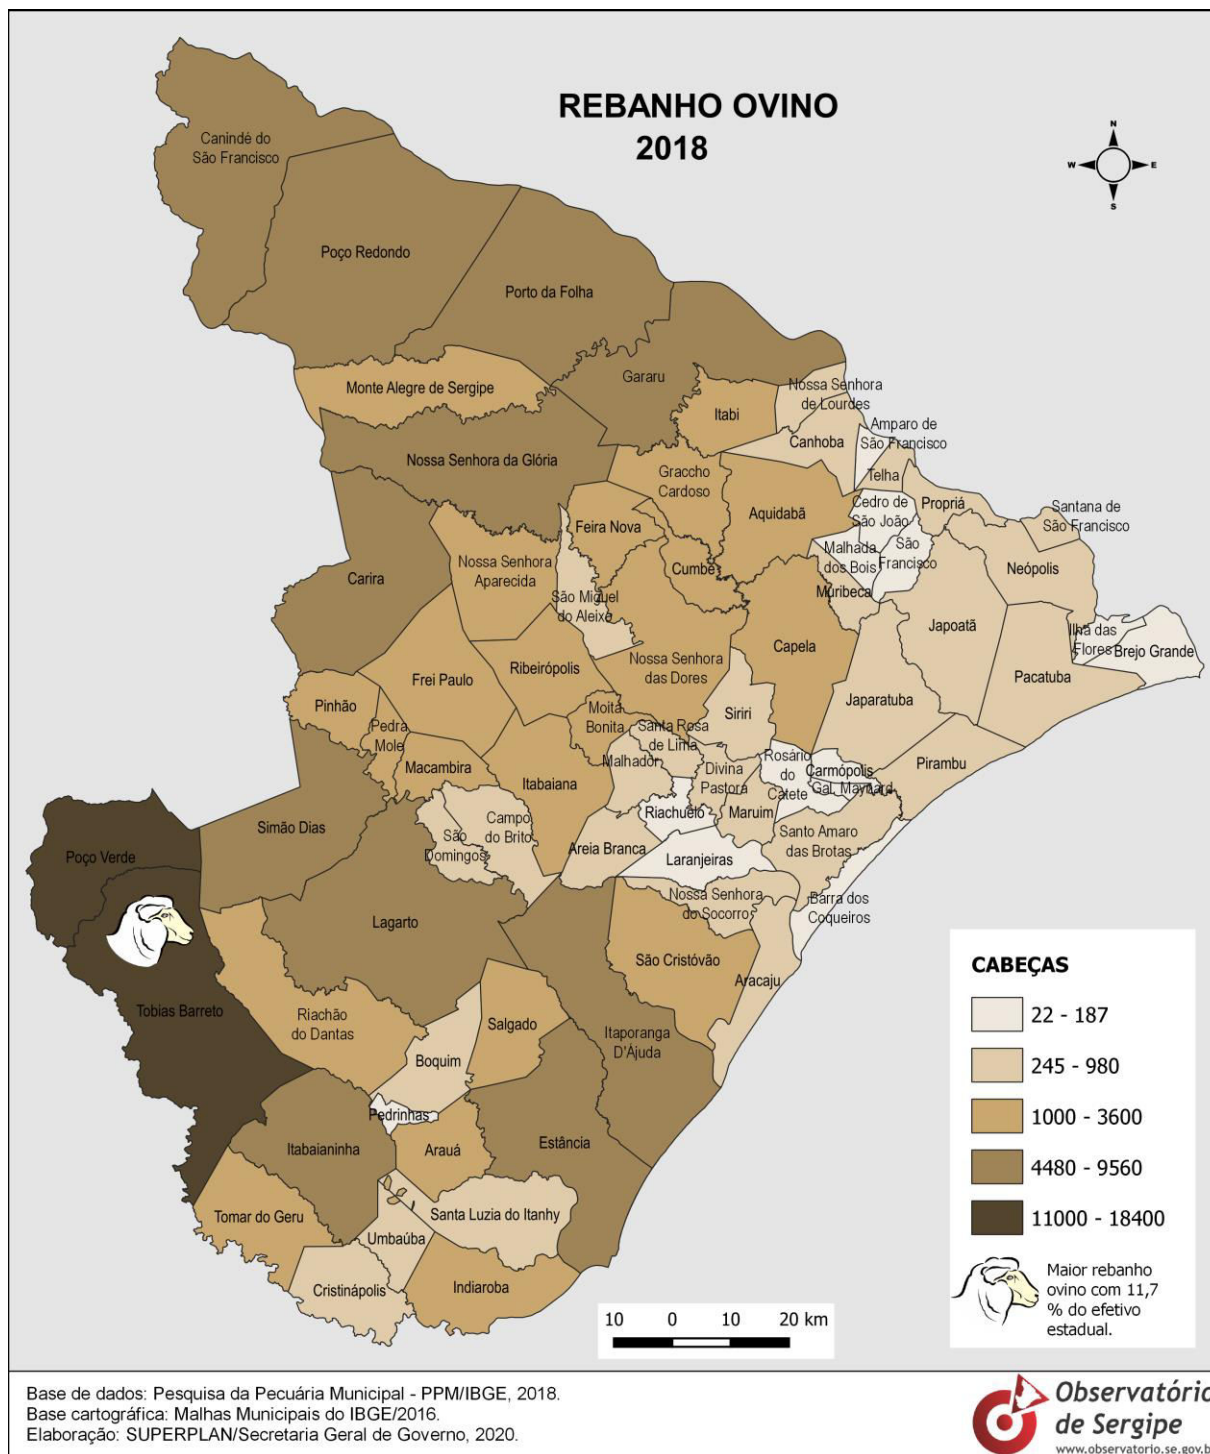 REBANHO OVINO
2018
N
W
E
S
Canindé do
São Francisco
Poço Redondo
Porto da Folha
Monte Alegre de Sergipe
Gararu
Nossa Senhora
de Lourdes
Itabi
Amparo de
São Francisco
Canhoba
Nossa Senhora da Glória
Graccho
Cardoso
Telha
Aquidabã
Cedro de
São João
Propriá
Santana de
São Francisco
Feira Nova
Malhada
dos Bois
São
Francisco
Neópolis
Nossa Senhora
Aparecida
Cumbe
Carira
São Miguel
do Aleixo
Muribeca
Japoatã
Ilha das
Flores
Brejo Grande
Ribeirópolis
Nossa Senhora
das Dores
Capela
Frei Paulo
Pacatuba
Pinhão
Japaratuba
Pedra
Mole
Moita
Bonita
Siriri
Santa Rosa
de Lima
Macambira
Itabaiana
Malhador
Divina
Pastora
Rosário
do
Catete
Carmópolis
Gal. Maynard
Pirambu
Riachuelo
Maruim
Simão Dias
São
Domingos
Campo
do Brito
Areia Branca
Santo Amaro
das Brotas
Poço Verde
Laranjeiras
Nossa Senhora
do Socorro
Barra dos
Coqueiros
Lagarto
São Cristóvão
Aracaju
Tobias Barreto
Riachão
do Dantas
Salgado
Itaporanga
D'Ájuda
Boquim
Pedrinhas
Itabaianinha
Arauá
Estância
Tomar do Geru
Santa Luzia do Itanhy
Umbaúba
Cristinápolis
Indiaroba
CABEÇAS
22 - 187
245 - 980
1000 - 3600
4480 - 9560
11000 - 18400
Maior rebanho
ovino com 11,7
% do efetivo
estadual.
10 0 10 20 km
Base de dados: Pesquisa da Pecuária Municipal - PPM/IBGE, 2018.
Base cartográfica: Malhas Municipais do IBGE/2016.
Elaboração: SUPERPLAN/Secretaria Geral de Governo, 2020.
Observatório
de Sergipe
www.observatorio.se.gov.b